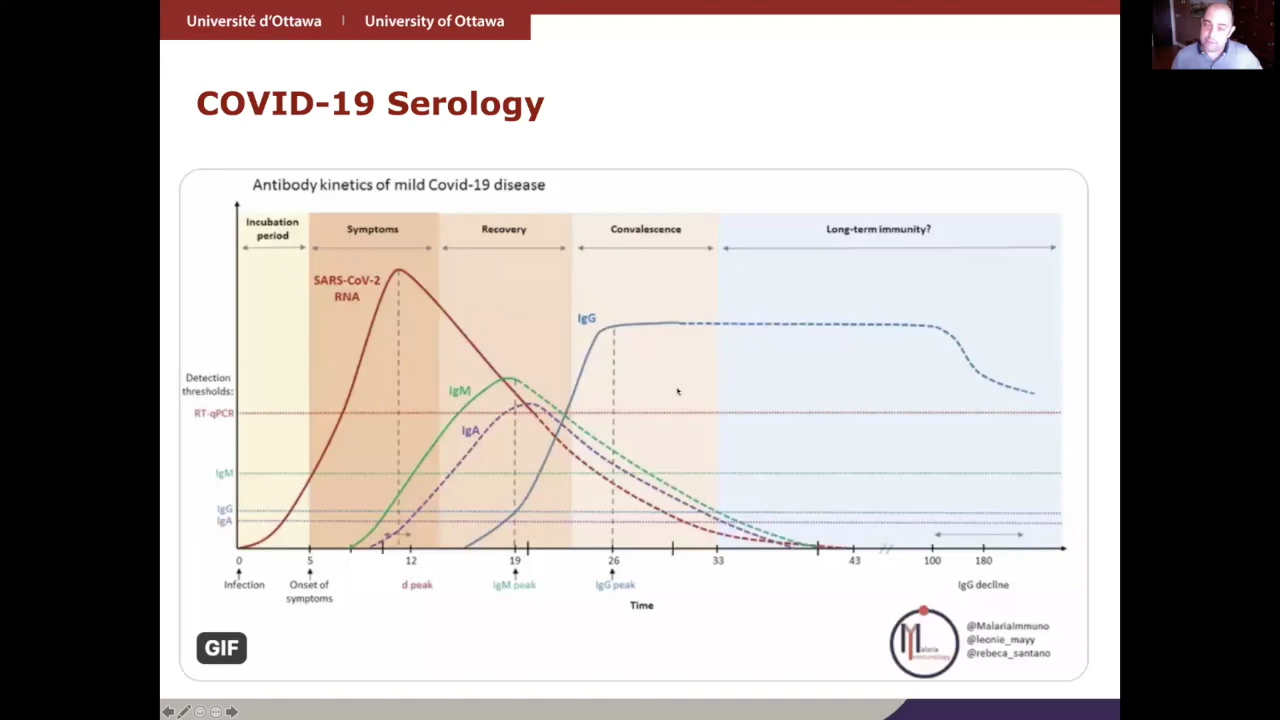 Université d'Ottawa | University of Ottawa
COVID-19 Serology
Antibody kinetics of mild Covid-19 disease
Incubation
period
Symptoms
Recovery
Convalescence
Long-term immunity?
SARS-CoV-2
RNA
IgG
IgM
IgA
Detection
thresholds:
RT-qPCR
IgM
IgG
IgA
0 5 12 19 26 33 43 100 180
Infection
Onset of
symptoms
d peak
IgM peak
IgG peak
IgG decline
Time
GIF
Malaria
@MalariaImmuno
@leonie_mayy
@rebeca_santano